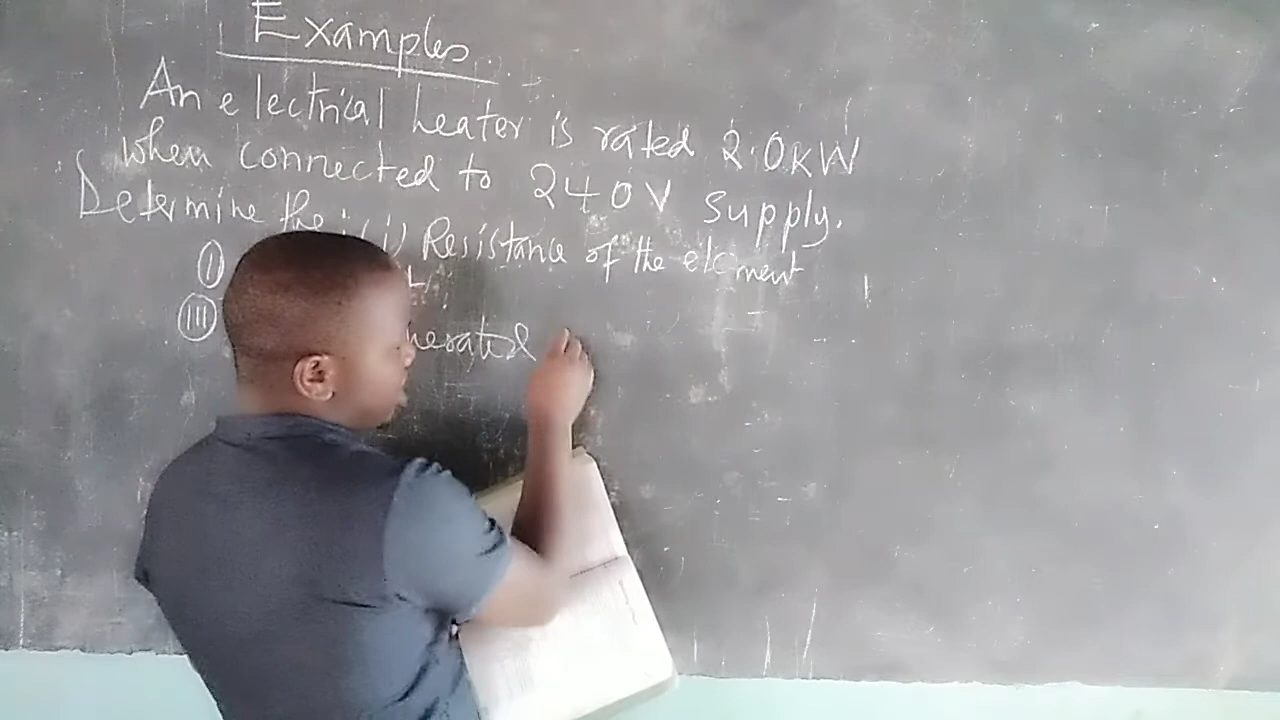 Examples
An electrical heater is rated 2.0KW
when connected to 240V supply.
Determine the : (i) Resistance of the element
(I)
(III) nerated